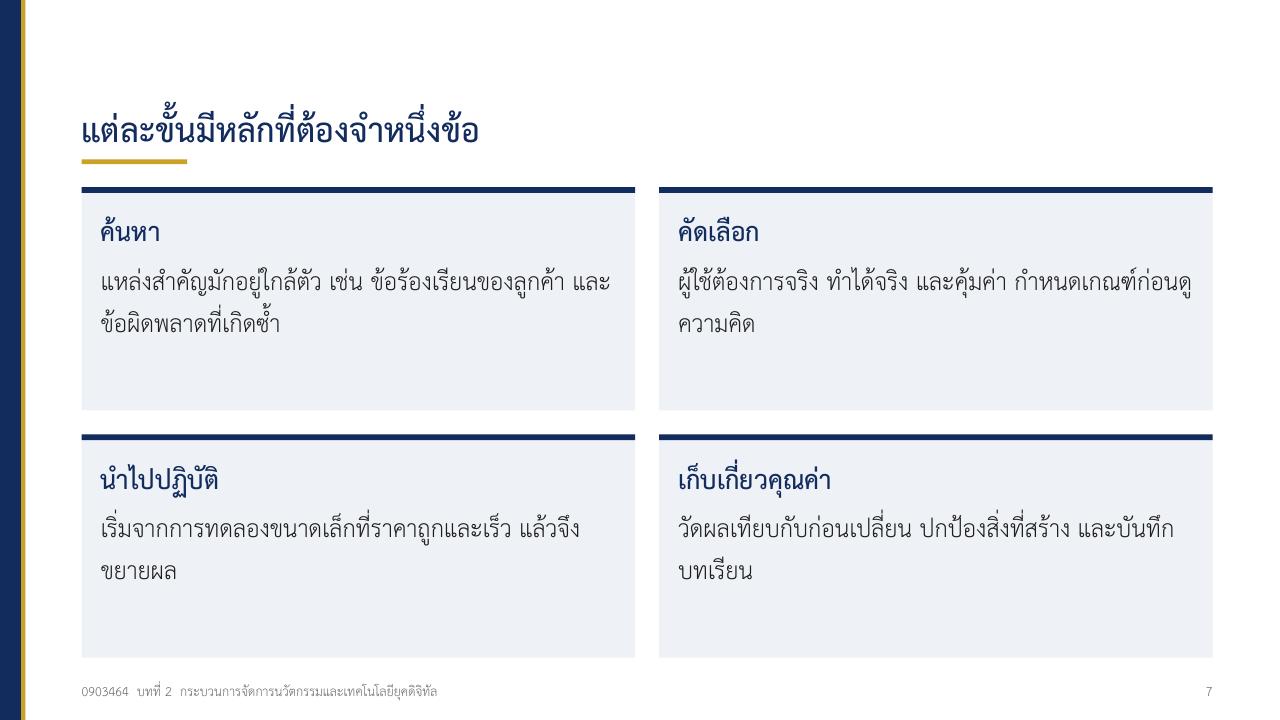 แต่ละขั้นมีหลักที่ต้องจำหนึ่งข้อ
ค้นหา
แหล่งสำคัญมักอยู่ใกล้ตัว เช่น ข้อร้องเรียนของลูกค้า และ
ข้อผิดพลาดที่เกิดซ้ำ
คัดเลือก
ผู้ใช้ต้องการจริง ทำได้จริง และคุ้มค่า กำหนดเกณฑ์ก่อนดู
ความคิด
นำไปปฏิบัติ
เริ่มจากการทดลองขนาดเล็กที่ราคาถูกและเร็ว แล้วจึง
ขยายผล
เก็บเกี่ยวคุณค่า
วัดผลเทียบกับก่อนเปลี่ยน ปกป้องสิ่งที่สร้าง และบันทึก
บทเรียน
0903464 บทที่ 2 กระบวนการจัดการนวัตกรรมและเทคโนโลยียุคดิจิทัล
7